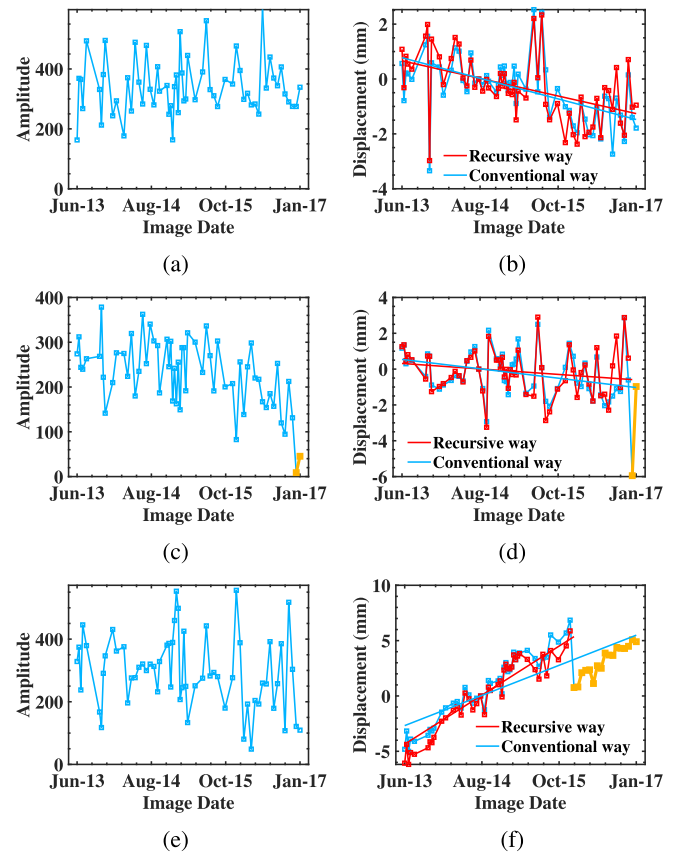 Amplitude
400
200
0
Jun-13 Aug-14 Oct-15 Jan-17
Image Date
(a)
Displacement (mm)
2
0
-2
-4
Recursive way
Conventional way
Jun-13 Aug-14 Oct-15 Jan-17
Image Date
(b)
Amplitude
400
300
200
100
0
Jun-13 Aug-14 Oct-15 Jan-17
Image Date
(c)
Displacement (mm)
4
2
0
-2
-4
-6
Recursive way
Conventional way
Jun-13 Aug-14 Oct-15 Jan-17
Image Date
(d)
Amplitude
400
200
0
Jun-13 Aug-14 Oct-15 Jan-17
Image Date
(e)
Displacement (mm)
10
5
0
-5
Recursive way
Conventional way
Jun-13 Aug-14 Oct-15 Jan-17
Image Date
(f)